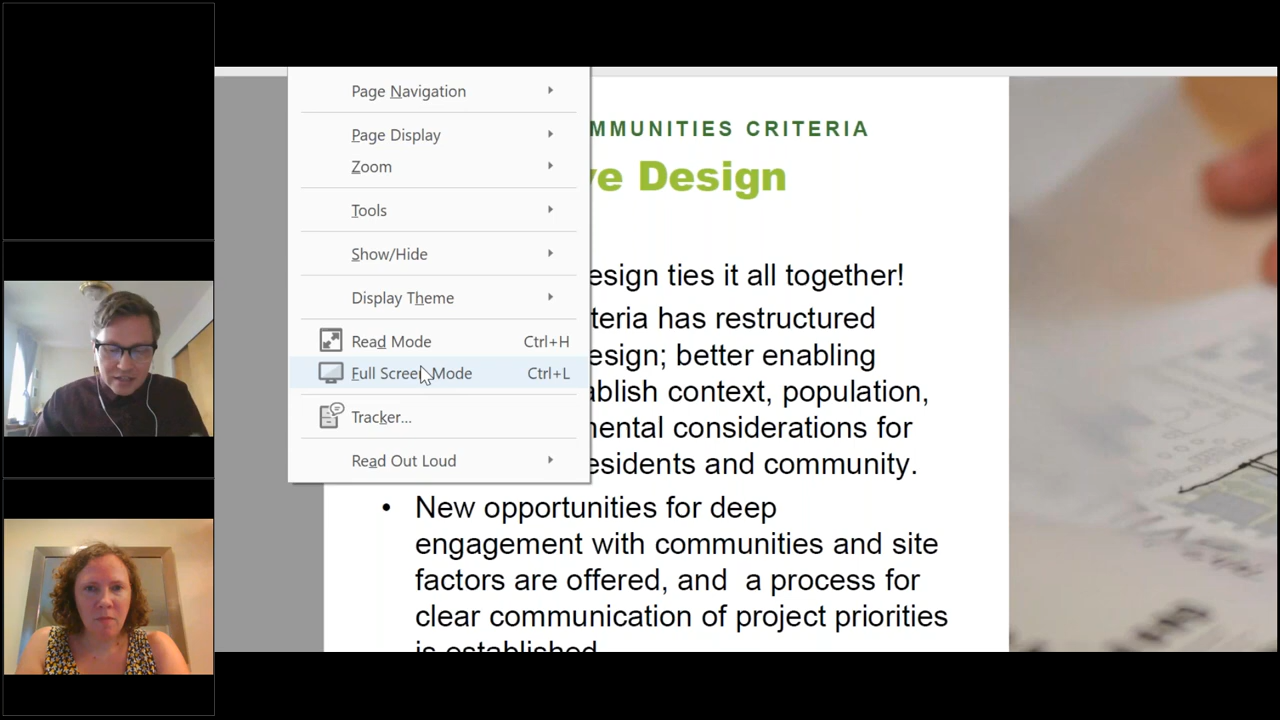 Page Navigation
Page Display
Zoom
Tools
Show/Hide
Display Theme
Read Mode Ctrl+H
Full Screen Mode Ctrl+L
Tracker...
Read Out Loud
MMUNITIES CRITERIA
ve Design
esign ties it all together!
teria has restructured
esign; better enabling
ablish context, population,
mental considerations for
esidents and community.
• New opportunities for deep
engagement with communities and site
factors are offered, and a process for
clear communication of project priorities
is established